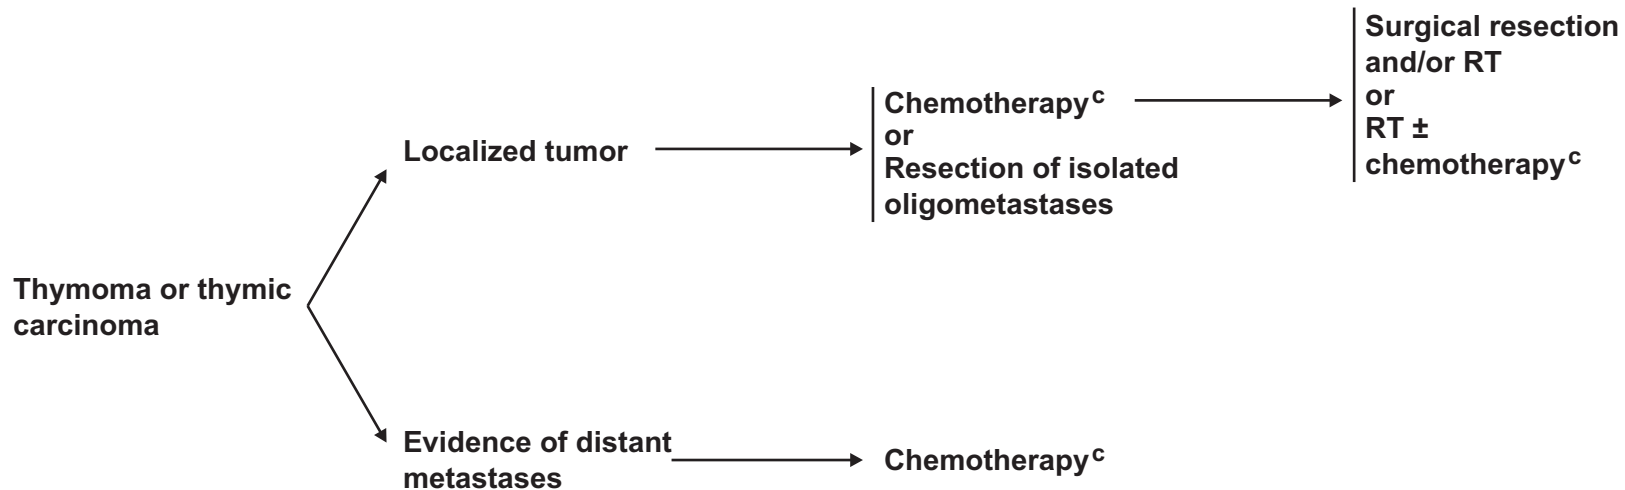 Thymoma or thymic
carcinoma
Localized tumor
Chemotherapy c
or
Resection of isolated
oligometastases
Surgical resection
and/or RT
or
RT ±
chemotherapy c
Evidence of distant
metastases
Chemotherapy c